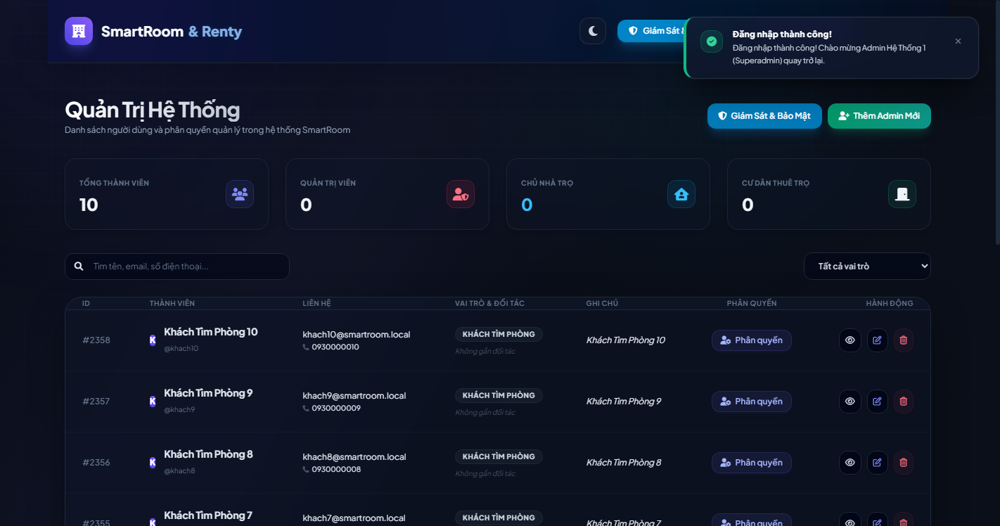 SmartRoom & Renty
Giám Sát &
Đăng nhập thành công!
Đăng nhập thành công! Chào mừng Admin Hệ Thống 1
(Superadmin) quay trở lại.
Quản Trị Hệ Thống
Danh sách người dùng và phân quyền quản lý trong hệ thống SmartRoom
Giám Sát & Bảo Mật
Thêm Admin Mới
TỔNG THÀNH VIÊN
10
QUẢN TRỊ VIÊN
0
CHỦ NHÀ TRỌ
0
CƯ DÂN THUÊ TRỌ
0
Tìm tên, email, số điện thoại...
Tất cả vai trò
ID THÀNH VIÊN LIÊN HỆ VAI TRÒ & ĐỐI TÁC GHI CHÚ PHÂN QUYỀN HÀNH ĐỘNG
#2358
K
Khách Tìm Phòng 10
@khach10
khach10@smartroom.local
0930000010
KHÁCH TÌM PHÒNG
Không gắn đối tác
Khách Tìm Phòng 10
Phân quyền
#2357
K
Khách Tìm Phòng 9
@khach9
khach9@smartroom.local
0930000009
KHÁCH TÌM PHÒNG
Không gắn đối tác
Khách Tìm Phòng 9
Phân quyền
#2356
K
Khách Tìm Phòng 8
@khach8
khach8@smartroom.local
0930000008
KHÁCH TÌM PHÒNG
Không gắn đối tác
Khách Tìm Phòng 8
Phân quyền
#2355
K
Khách Tìm Phòng 7
khach7@smartroom.local
KHÁCH TÌM PHÒNG
Khách Tìm Phòng 7
Phân quyền